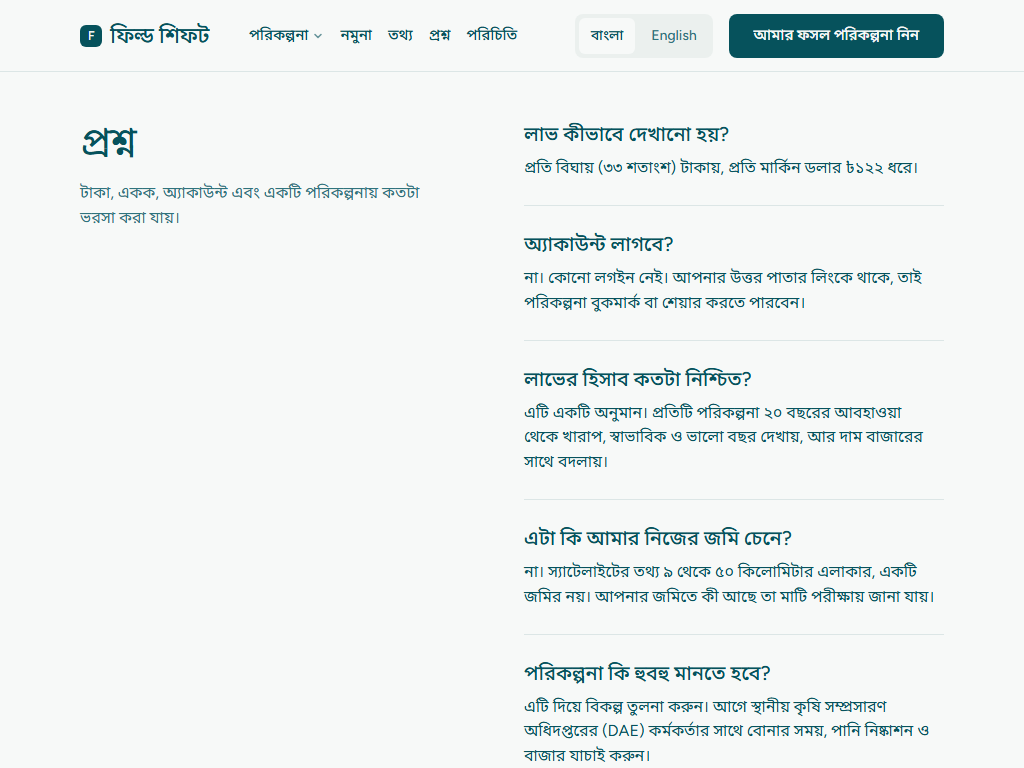 F ফিল্ড শিফট
পরিকল্পনা
নমুনা
তথ্য
প্রশ্ন
পরিচিতি
বাংলা
English
আমার ফসল পরিকল্পনা নিন
প্রশ্ন
টাকা, একক, অ্যাকাউন্ট এবং একটি পরিকল্পনায় কতটা
ভরসা করা যায়।
লাভ কীভাবে দেখানো হয়?
প্রতি বিঘায় (৩৩ শতাংশ) টাকায়, প্রতি মার্কিন ডলার ৳১২২ ধরে।
অ্যাকাউন্ট লাগবে?
না। কোনো লগইন নেই। আপনার উত্তর পাতার লিংকে থাকে, তাই
পরিকল্পনা বুকমার্ক বা শেয়ার করতে পারবেন।
লাভের হিসাব কতটা নিশ্চিত?
এটি একটি অনুমান। প্রতিটি পরিকল্পনা ২০ বছরের আবহাওয়া
থেকে খারাপ, স্বাভাবিক ও ভালো বছর দেখায়, আর দাম বাজারের
সাথে বদলায়।
এটা কি আমার নিজের জমি চেনে?
না। স্যাটেলাইটের তথ্য ৯ থেকে ৫০ কিলোমিটার এলাকার, একটি
জমির নয়। আপনার জমিতে কী আছে তা মাটি পরীক্ষায় জানা যায়।
পরিকল্পনা কি হুবহু মানতে হবে?
এটি দিয়ে বিকল্প তুলনা করুন। আগে স্থানীয় কৃষি সম্প্রসারণ
অধিদপ্তরের (DAE) কর্মকর্তার সাথে বোনার সময়, পানি নিষ্কাশন ও
বাজার যাচাই করুন।